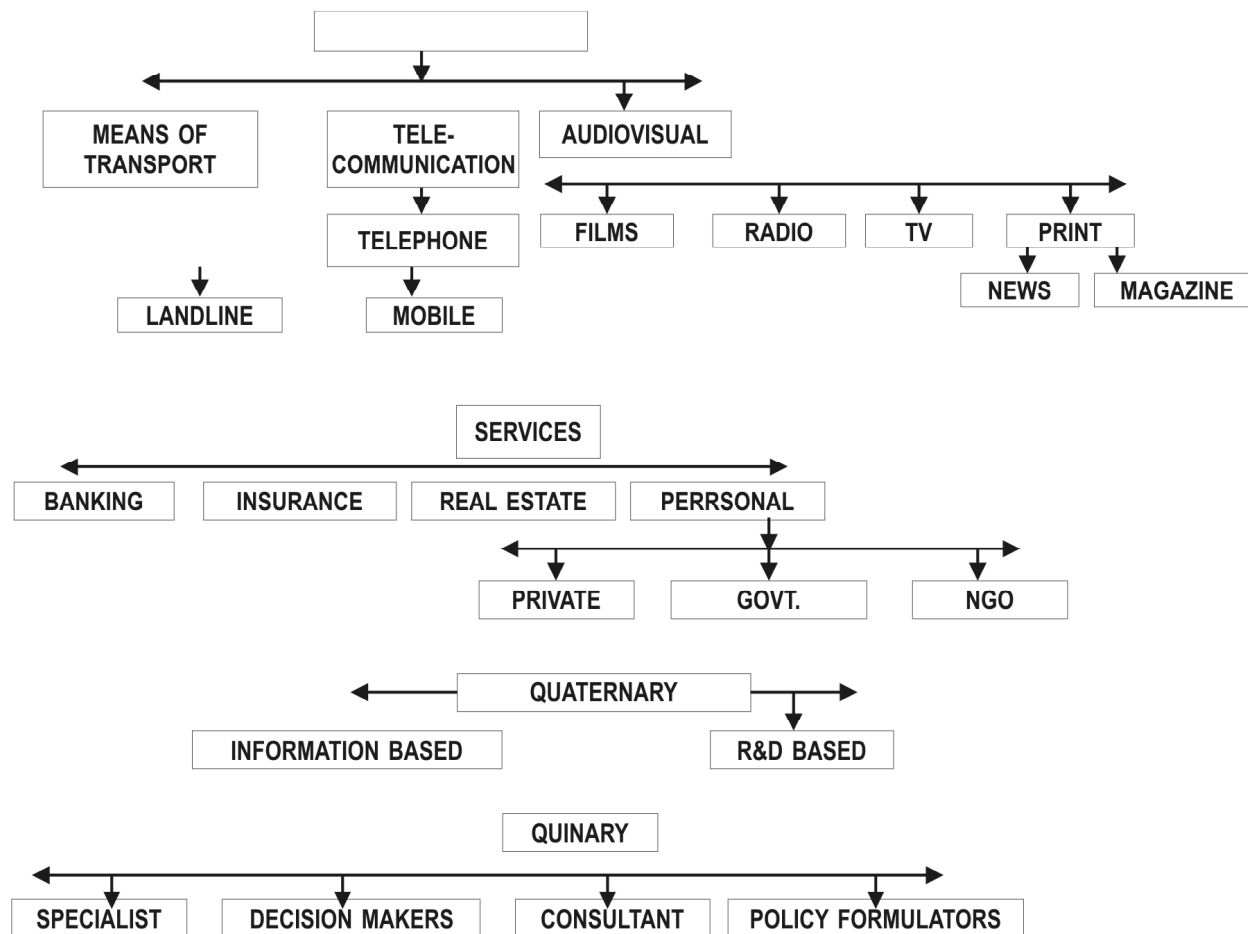 MEANS OF
TRANSPORT
TELE-
COMMUNICATION
AUDIOVISUAL
TELEPHONE
FILMS
RADIO
TV
PRINT
NEWS
MAGAZINE
LANDLINE
MOBILE
SERVICES
BANKING
INSURANCE
REAL ESTATE
PERRSONAL
PRIVATE
GOVT.
NGO
QUATERNARY
INFORMATION BASED
R&D BASED
QUINARY
SPECIALIST
DECISION MAKERS
CONSULTANT
POLICY FORMULATORS